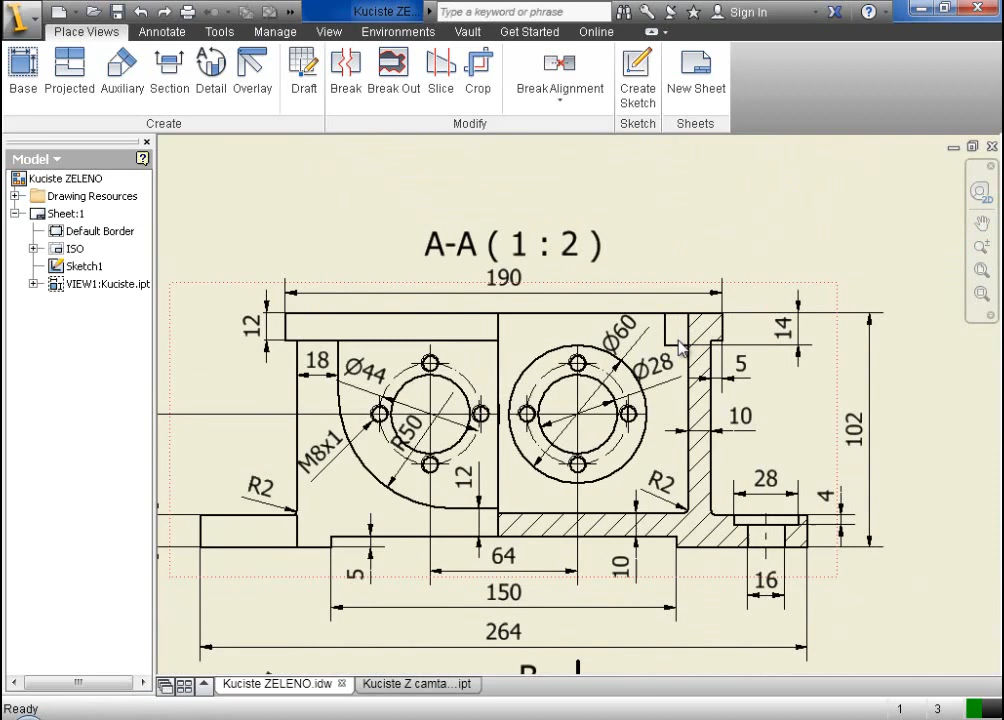 Kuciste ZE...
Type a keyword or phrase
Sign In
Place Views
Annotate
Tools
Manage
View
Environments
Vault
Get Started
Online
Base
Projected
Auxiliary
Section
Detail
Overlay
Draft
Break
Break Out
Slice
Crop
Break Alignment
Create
Sketch
New Sheet
Create
Modify
Sketch
Sheets
Model
Kuciste ZELENO
Drawing Resources
Sheet:1
Default Border
ISO
Sketch1
VIEW1:Kuciste.ipt
2D
A-A ( 1 : 2 )
190
12
Ø60
14
18
Ø44
Ø28
5
10
102
R50
M8x1
12
R2
R2
28
4
5
64
10
16
150
264
Kuciste ZELENO.idw
Kuciste Z camta...ipt
Ready
1
3